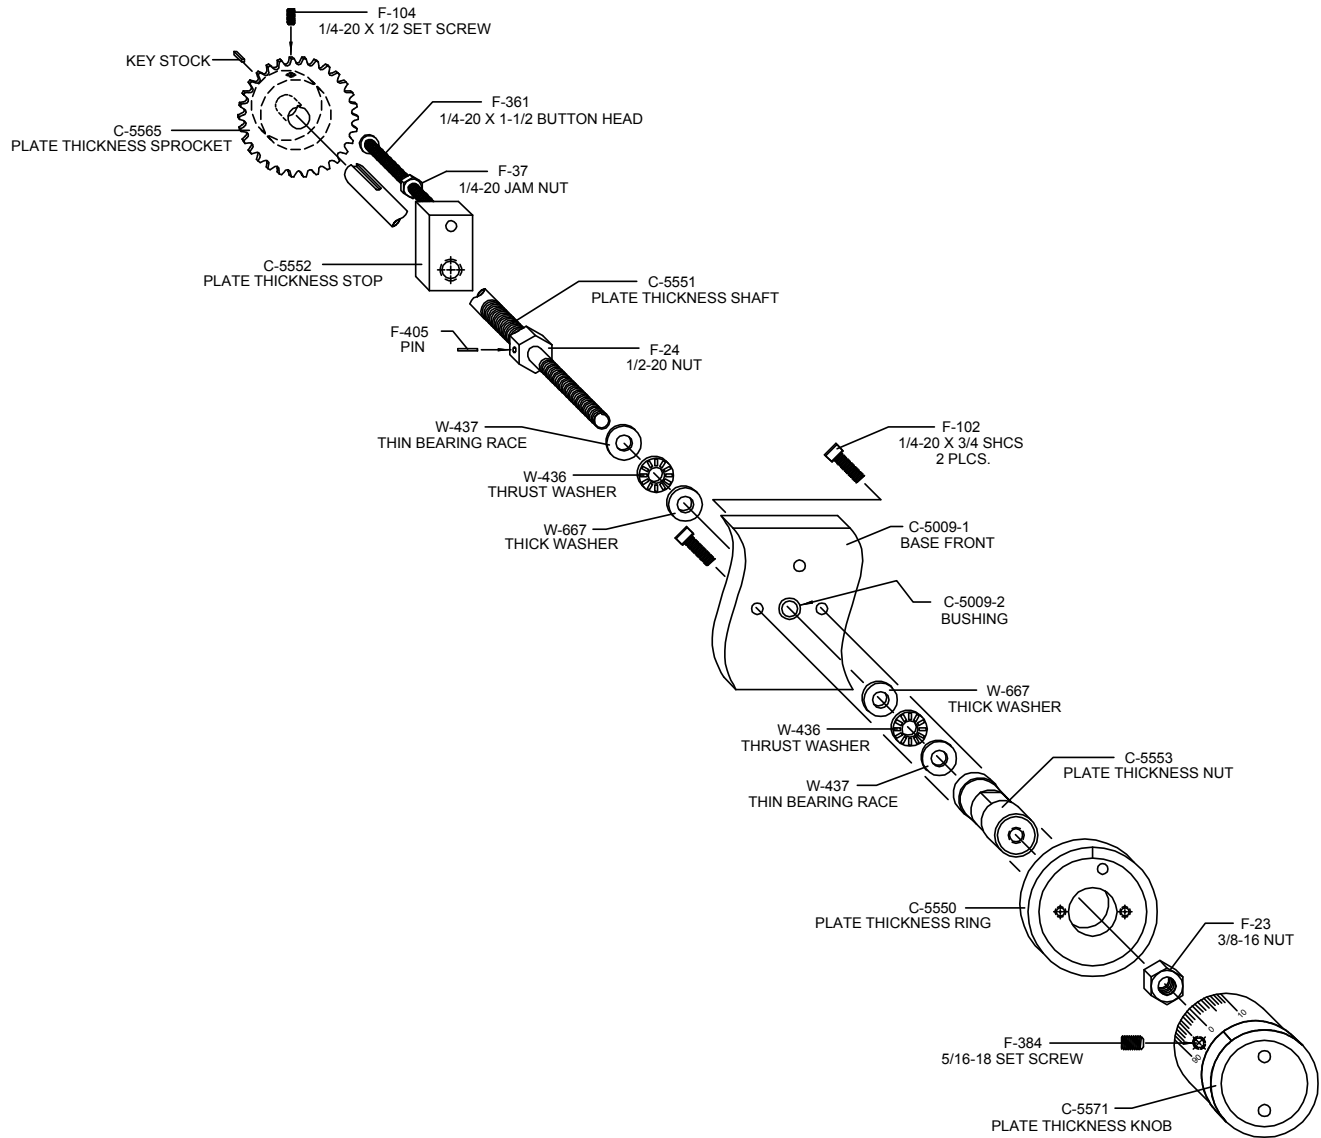 F-104
1/4-20 X 1/2 SET SCREW
KEY STOCK
F-361
1/4-20 X 1-1/2 BUTTON HEAD
C-5565
PLATE THICKNESS SPROCKET
F-37
1/4-20 JAM NUT
C-5552
PLATE THICKNESS STOP
C-5551
PLATE THICKNESS SHAFT
F-405
PIN
F-24
1/2-20 NUT
W-437
THIN BEARING RACE
F-102
1/4-20 X 3/4 SHCS
2 PLCS.
W-436
THRUST WASHER
W-667
THICK WASHER
C-5009-1
BASE FRONT
C-5009-2
BUSHING
W-667
THICK WASHER
W-436
THRUST WASHER
C-5553
PLATE THICKNESS NUT
W-437
THIN BEARING RACE
C-5550
PLATE THICKNESS RING
F-23
3/8-16 NUT
10
0
90
F-384
5/16-18 SET SCREW
C-5571
PLATE THICKNESS KNOB